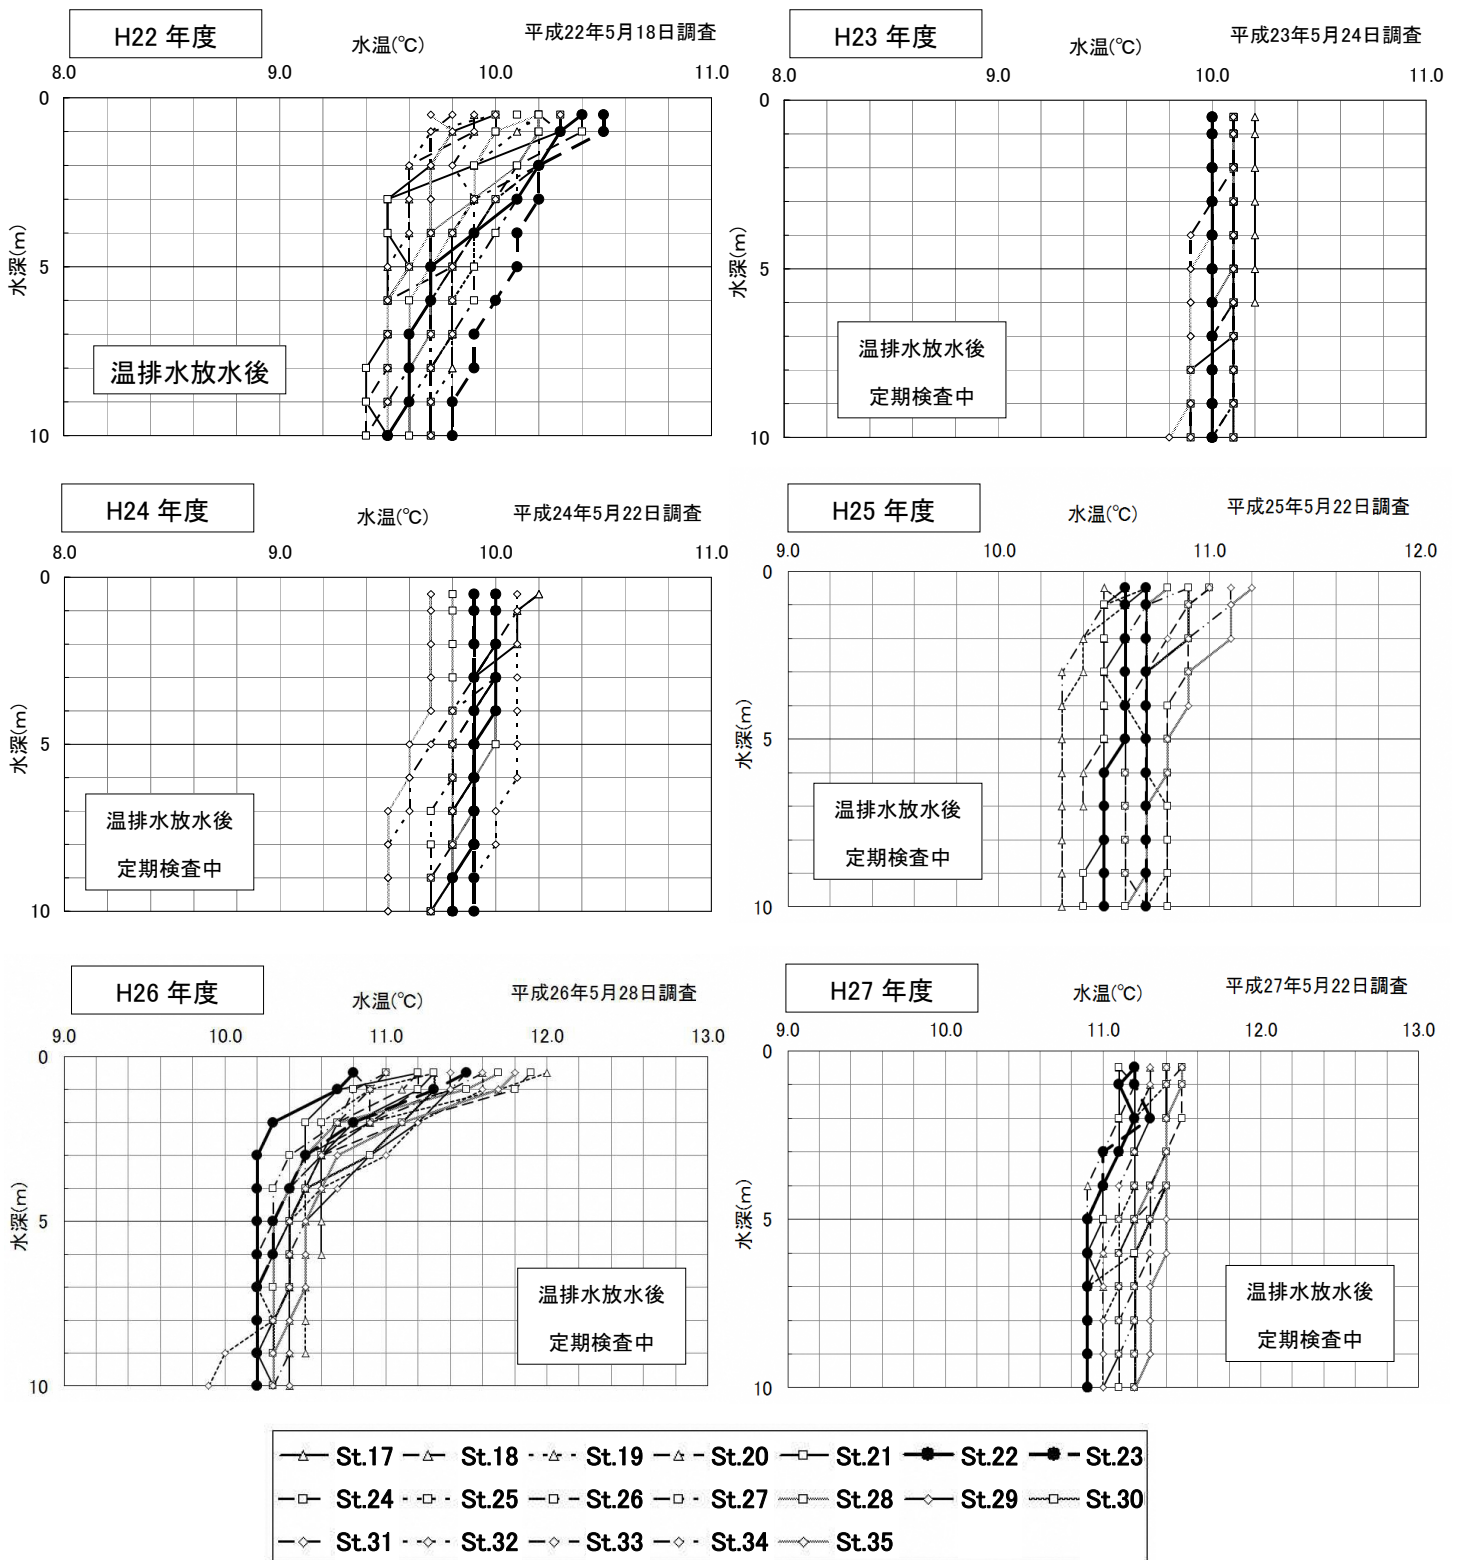 H22 年度
水温(℃)
平成22年5月18日調査
8.0 9.0 10.0 11.0
0
5
10
水深(m)
温排水放水後
H23 年度
水温(℃)
平成23年5月24日調査
8.0 9.0 10.0 11.0
0
5
10
水深(m)
温排水放水後
定期検査中
H24 年度
水温(℃)
平成24年5月22日調査
8.0 9.0 10.0 11.0
0
5
10
水深(m)
温排水放水後
定期検査中
H25 年度
水温(℃)
平成25年5月22日調査
9.0 10.0 11.0 12.0
0
5
10
水深(m)
温排水放水後
定期検査中
H26 年度
水温(℃)
平成26年5月28日調査
9.0 10.0 11.0 12.0 13.0
0
5
10
水深(m)
温排水放水後
定期検査中
H27 年度
水温(℃)
平成27年5月22日調査
9.0 10.0 11.0 12.0 13.0
0
5
10
水深(m)
温排水放水後
定期検査中
St.17 St.18 St.19 St.20 St.21 St.22 St.23
St.24 St.25 St.26 St.27 St.28 St.29 St.30
St.31 St.32 St.33 St.34 St.35